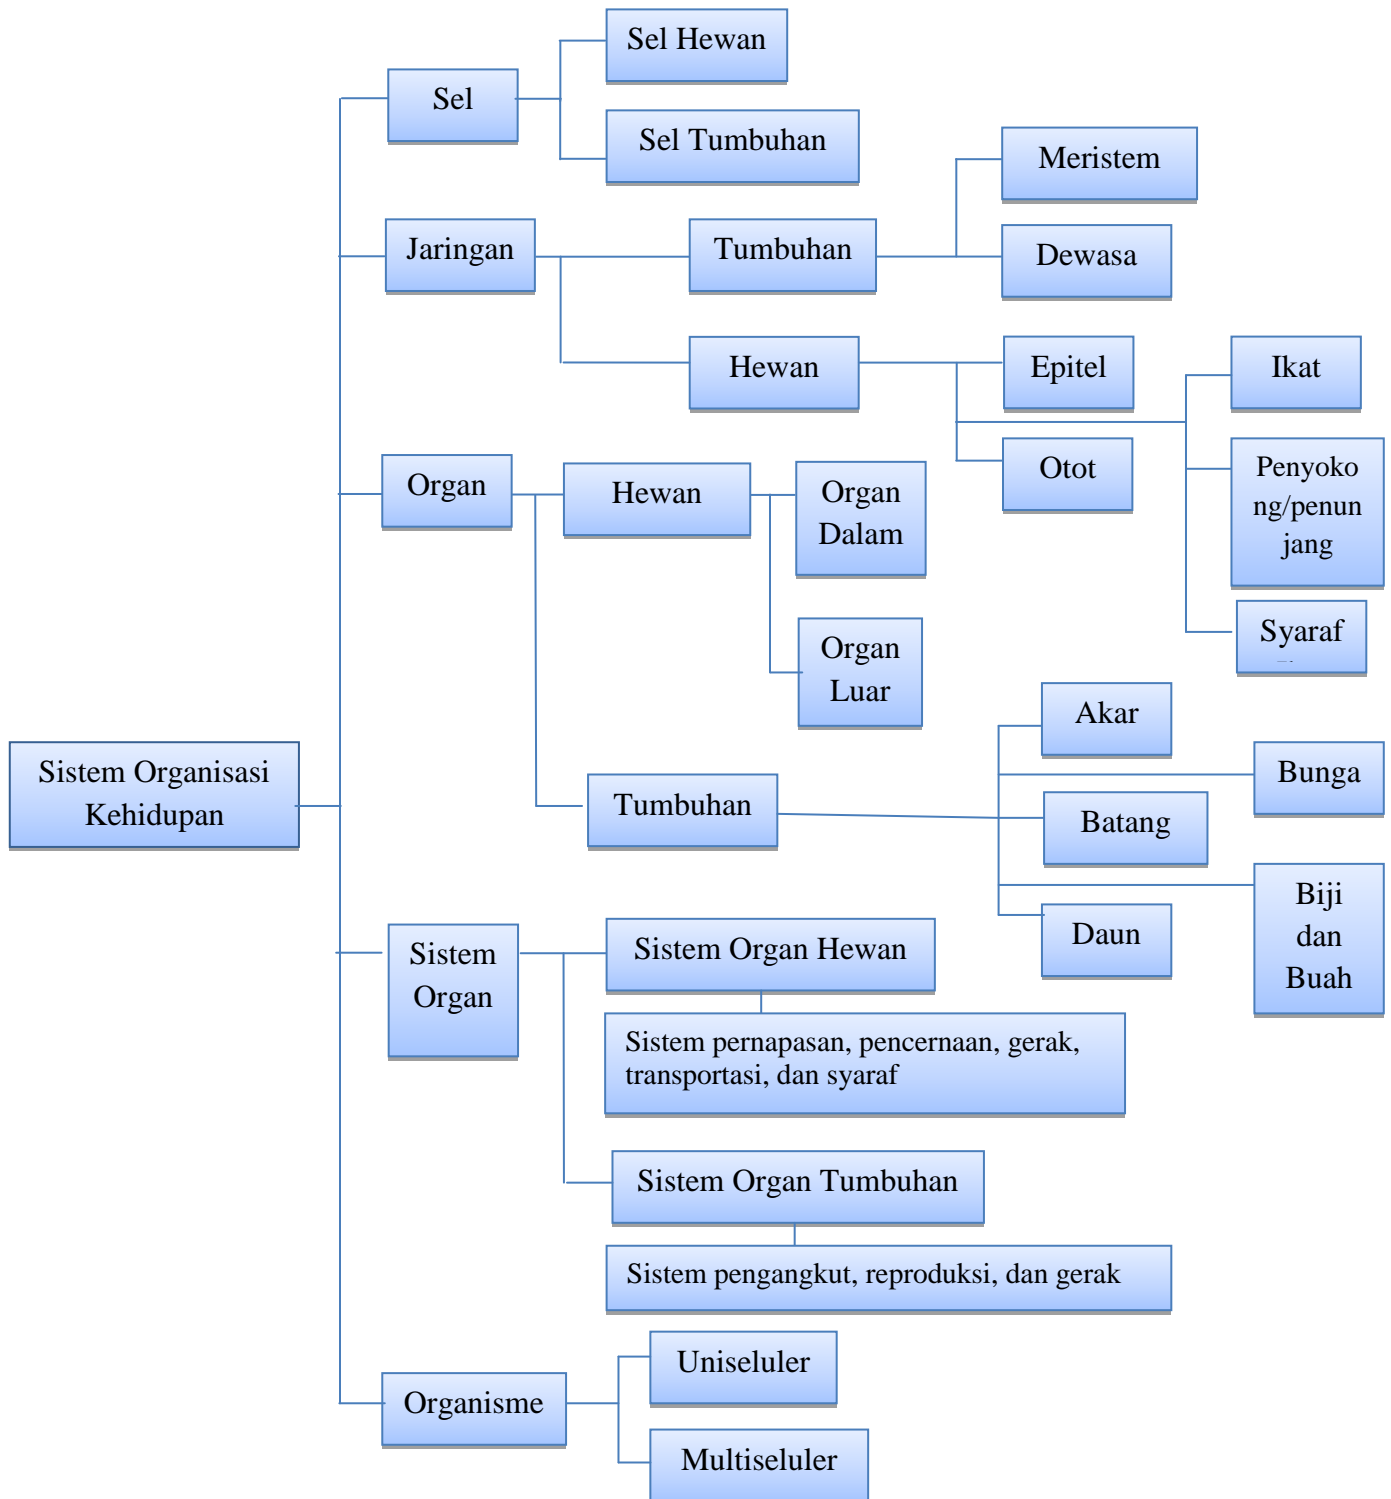 Sel Hewan
Sel
Sel Tumbuhan
Meristem
Jaringan
Tumbuhan
Dewasa
Hewan
Epitel
Ikat
Otot
Penyoko
ng/penun
jang
Syaraf
Organ
Hewan
Organ
Dalam
Organ
Luar
Akar
Bunga
Sistem Organisasi
Kehidupan
Tumbuhan
Batang
Biji
dan
Buah
Daun
Sistem
Organ
Sistem Organ Hewan
Sistem pernapasan, pencernaan, gerak,
transportasi, dan syaraf
Sistem Organ Tumbuhan
Sistem pengangkut, reproduksi, dan gerak
Uniseluler
Organisme
Multiseluler